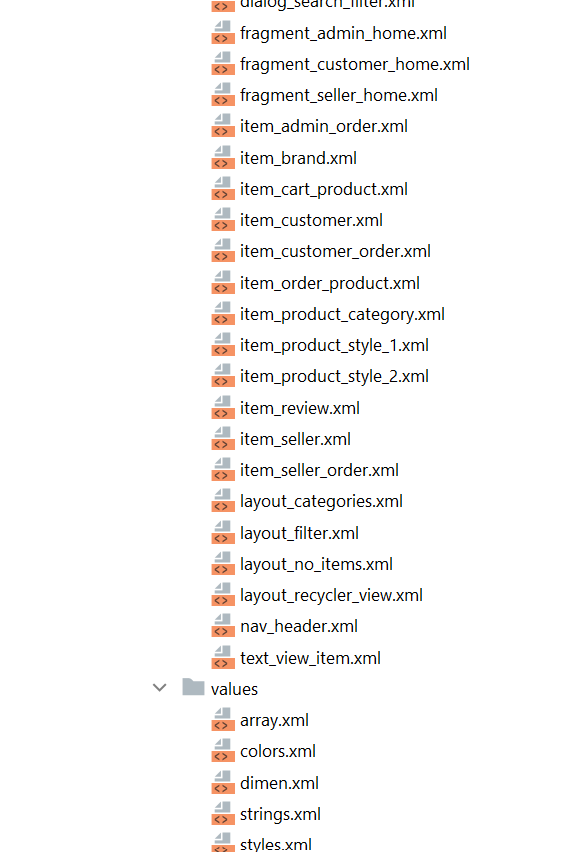 dialog_search_filter.xml
fragment_admin_home.xml
fragment_customer_home.xml
fragment_seller_home.xml
item_admin_order.xml
item_brand.xml
item_cart_product.xml
item_customer.xml
item_customer_order.xml
item_order_product.xml
item_product_category.xml
item_product_style_1.xml
item_product_style_2.xml
item_review.xml
item_seller.xml
item_seller_order.xml
layout_categories.xml
layout_filter.xml
layout_no_items.xml
layout_recycler_view.xml
nav_header.xml
text_view_item.xml
values
array.xml
colors.xml
dimen.xml
strings.xml
styles.xml